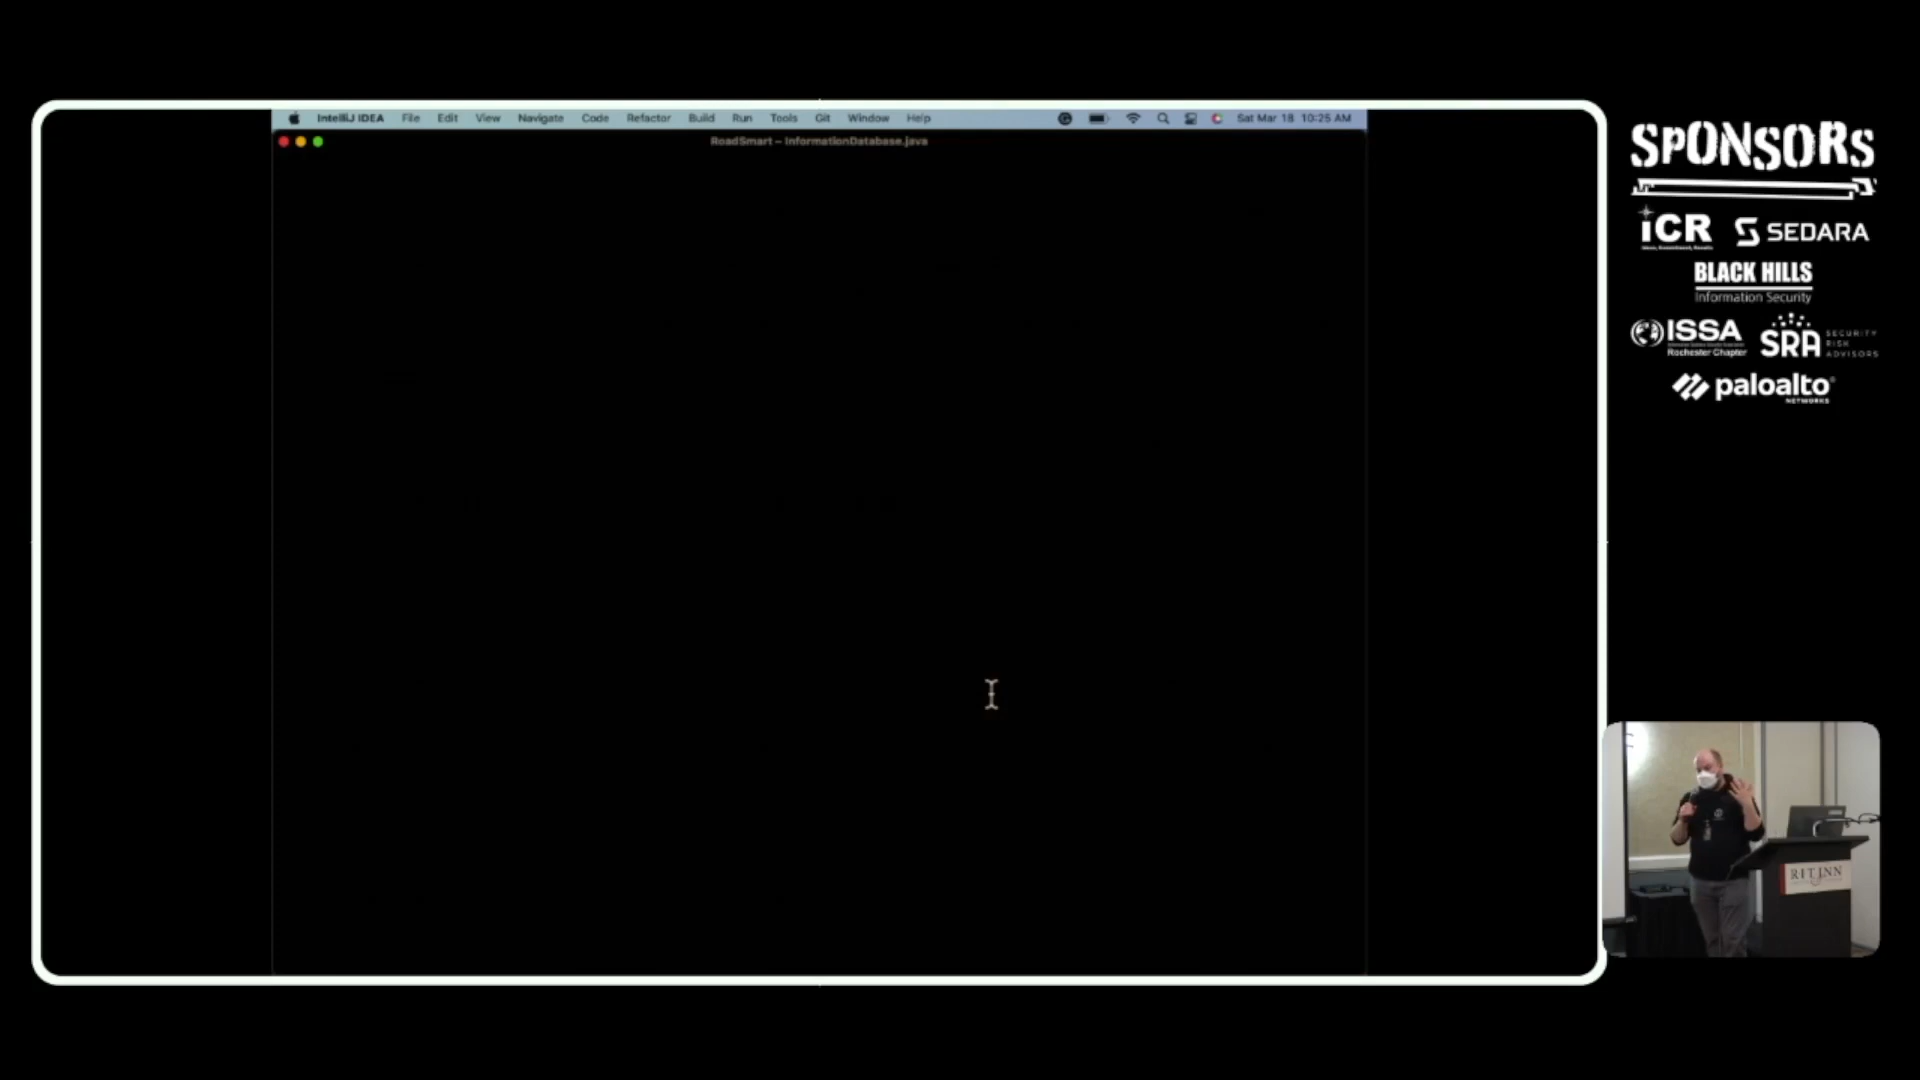 IntelliJ IDEA File Edit View Navigate Code Refactor Build Run Tools Git Window Help Sat Mar 18 10:25 AM
RoadSmart – InformationDatabase.java
SPONSORS
iCR SEDARA
BLACK HILLS
Information Security
ISSA
Rochester Chapter
SRA SECURITY
RISK
ADVISORS
paloalto
NETWORKS
RIT INN